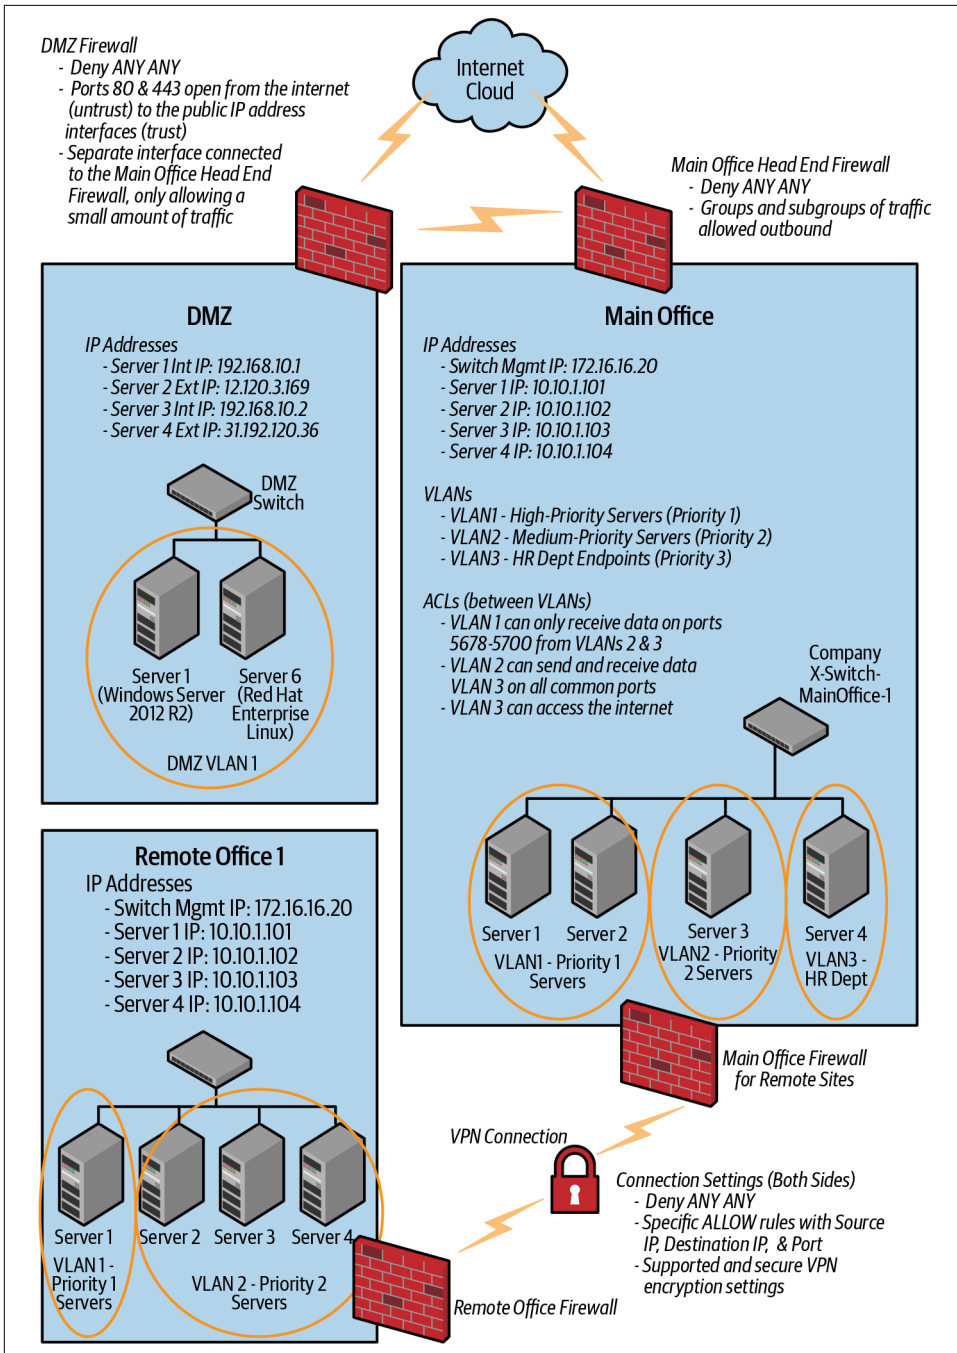 DMZ Firewall
- Deny ANY ANY
- Ports 80 & 443 open from the internet
(untrust) to the public IP address
interfaces (trust)
- Separate interface connected
to the Main Office Head End
Firewall, only allowing a
small amount of traffic
Internet
Cloud
Main Office Head End Firewall
- Deny ANY ANY
- Groups and subgroups of traffic
allowed outbound
DMZ
IP Addresses
- Server 1 Int IP: 192.168.10.1
- Server 2 Ext IP: 12.120.3.169
- Server 3 Int IP: 192.168.10.2
- Server 4 Ext IP: 31.192.120.36
DMZ
Switch
Server 1
(Windows Server
2012 R2)
Server 6
(Red Hat
Enterprise
Linux)
DMZ VLAN 1
Main Office
IP Addresses
- Switch Mgmt IP: 172.16.16.20
- Server 1 IP: 10.10.1.101
- Server 2 IP: 10.10.1.102
- Server 3 IP: 10.10.1.103
- Server 4 IP: 10.10.1.104
VLANs
- VLAN1 - High-Priority Servers (Priority 1)
- VLAN2 - Medium-Priority Servers (Priority 2)
- VLAN3 - HR Dept Endpoints (Priority 3)
ACLs (between VLANs)
- VLAN 1 can only receive data on ports
5678-5700 from VLANs 2 & 3
- VLAN 2 can send and receive data
VLAN 3 on all common ports
- VLAN 3 can access the internet
Company
X-Switch-
MainOffice-1
Server 1
Server 2
VLAN1 - Priority 1
Servers
Server 3
VLAN2 - Priority
2 Servers
Server 4
VLAN3 -
HR Dept
Remote Office 1
IP Addresses
- Switch Mgmt IP: 172.16.16.20
- Server 1 IP: 10.10.1.101
- Server 2 IP: 10.10.1.102
- Server 3 IP: 10.10.1.103
- Server 4 IP: 10.10.1.104
Server 1
Server 2
Server 3
Server 4
VLAN 1 -
Priority 1
Servers
VLAN 2 - Priority 2
Servers
Main Office Firewall
for Remote Sites
VPN Connection
Connection Settings (Both Sides)
- Deny ANY ANY
- Specific ALLOW rules with Source
IP, Destination IP, & Port
- Supported and secure VPN
encryption settings
Remote Office Firewall